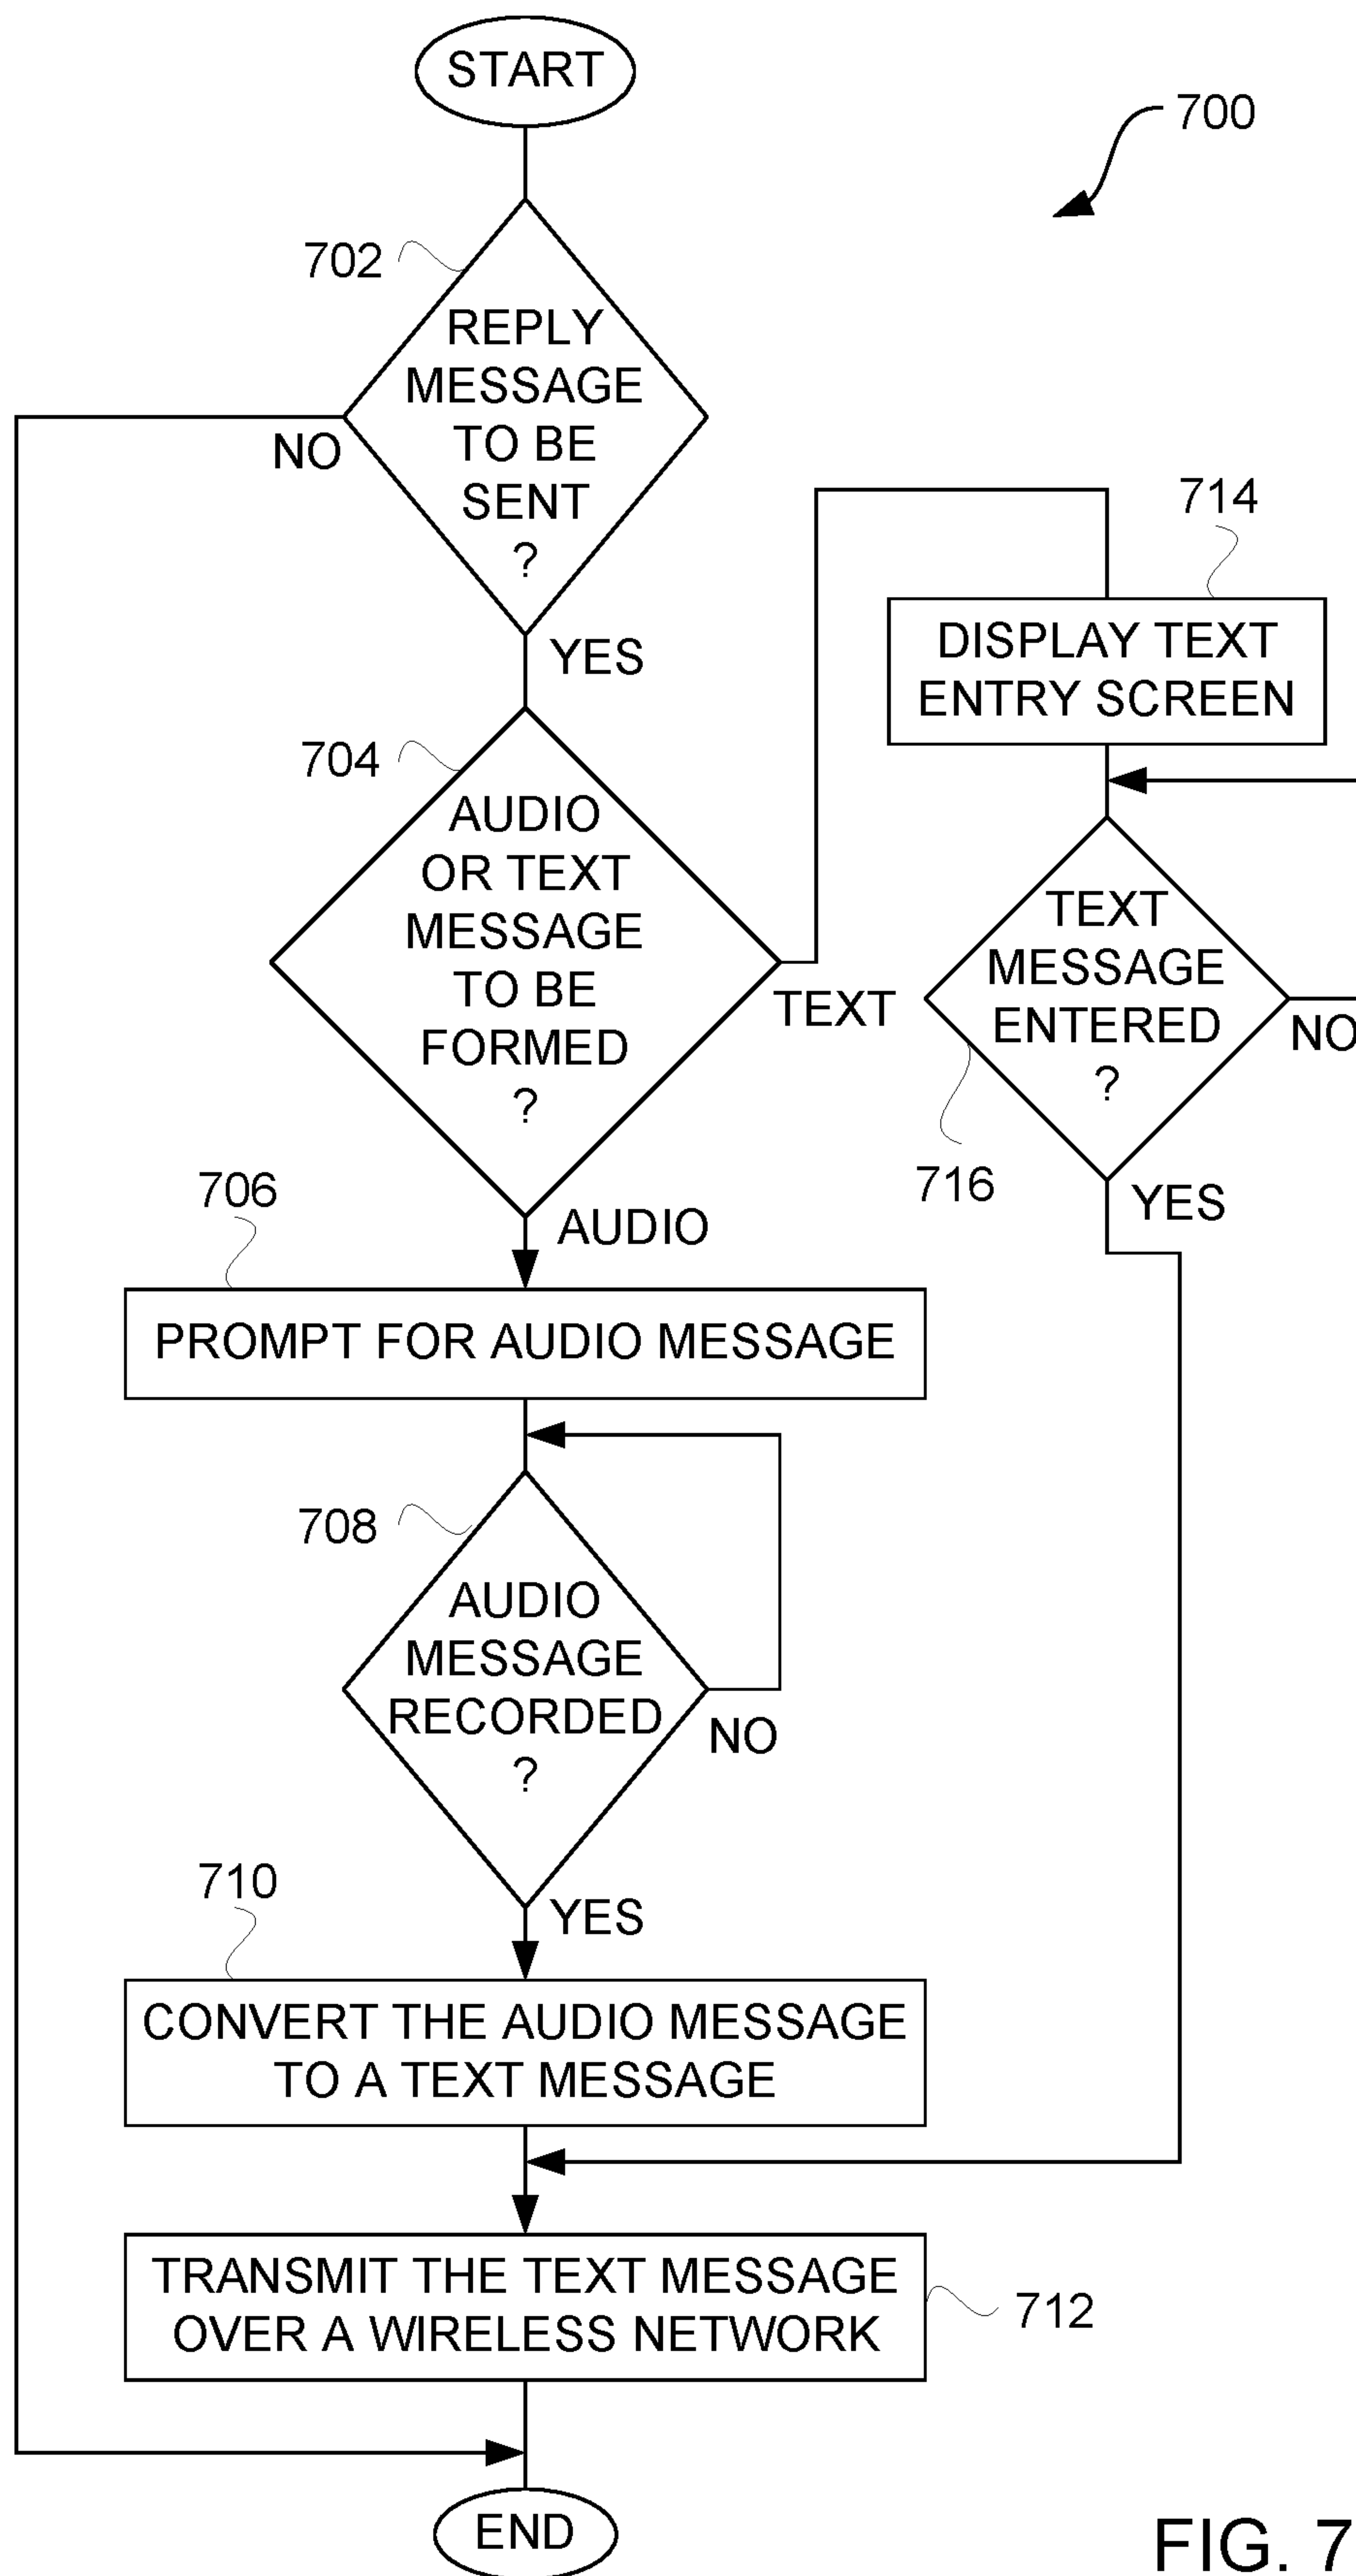 START
700
702
REPLY
MESSAGE
TO BE
SENT
?
NO
YES
704
AUDIO
OR TEXT
MESSAGE
TO BE
FORMED
?
TEXT
AUDIO
714
DISPLAY TEXT
ENTRY SCREEN
TEXT
MESSAGE
ENTERED
?
NO
716
YES
706
PROMPT FOR AUDIO MESSAGE
708
AUDIO
MESSAGE
RECORDED
?
NO
YES
710
CONVERT THE AUDIO MESSAGE
TO A TEXT MESSAGE
TRANSMIT THE TEXT MESSAGE
OVER A WIRELESS NETWORK
712
END
FIG. 7